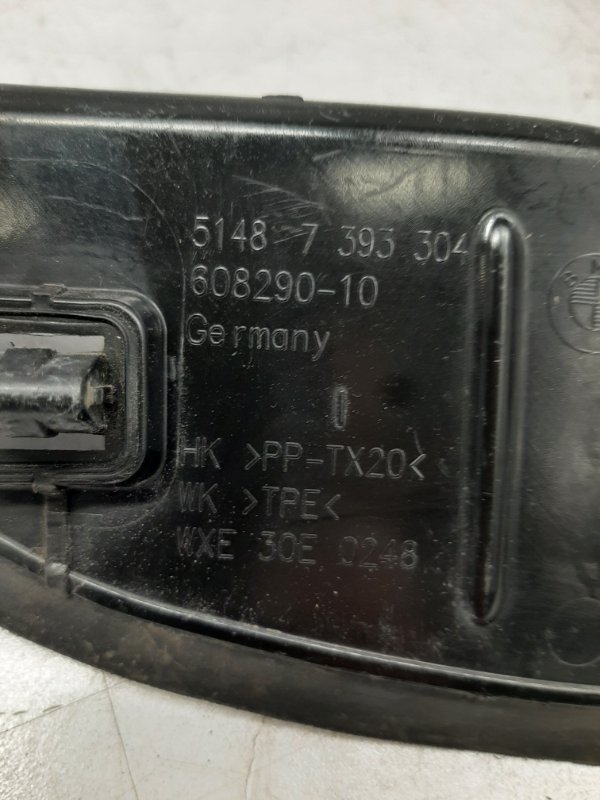 5148 7 393 304
608290-10
Germany
HK >PP-TX20<
WK >TPE<
WXE 30E 0248